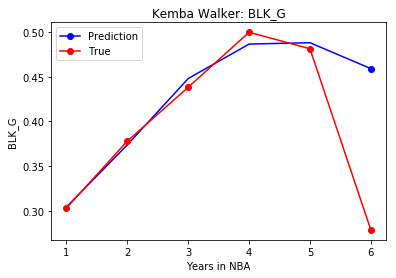 Kemba Walker: BLK_G
Prediction
True
0.50
0.45
0.40
0.35
0.30
BLK_G
1 2 3 4 5 6
Years in NBA